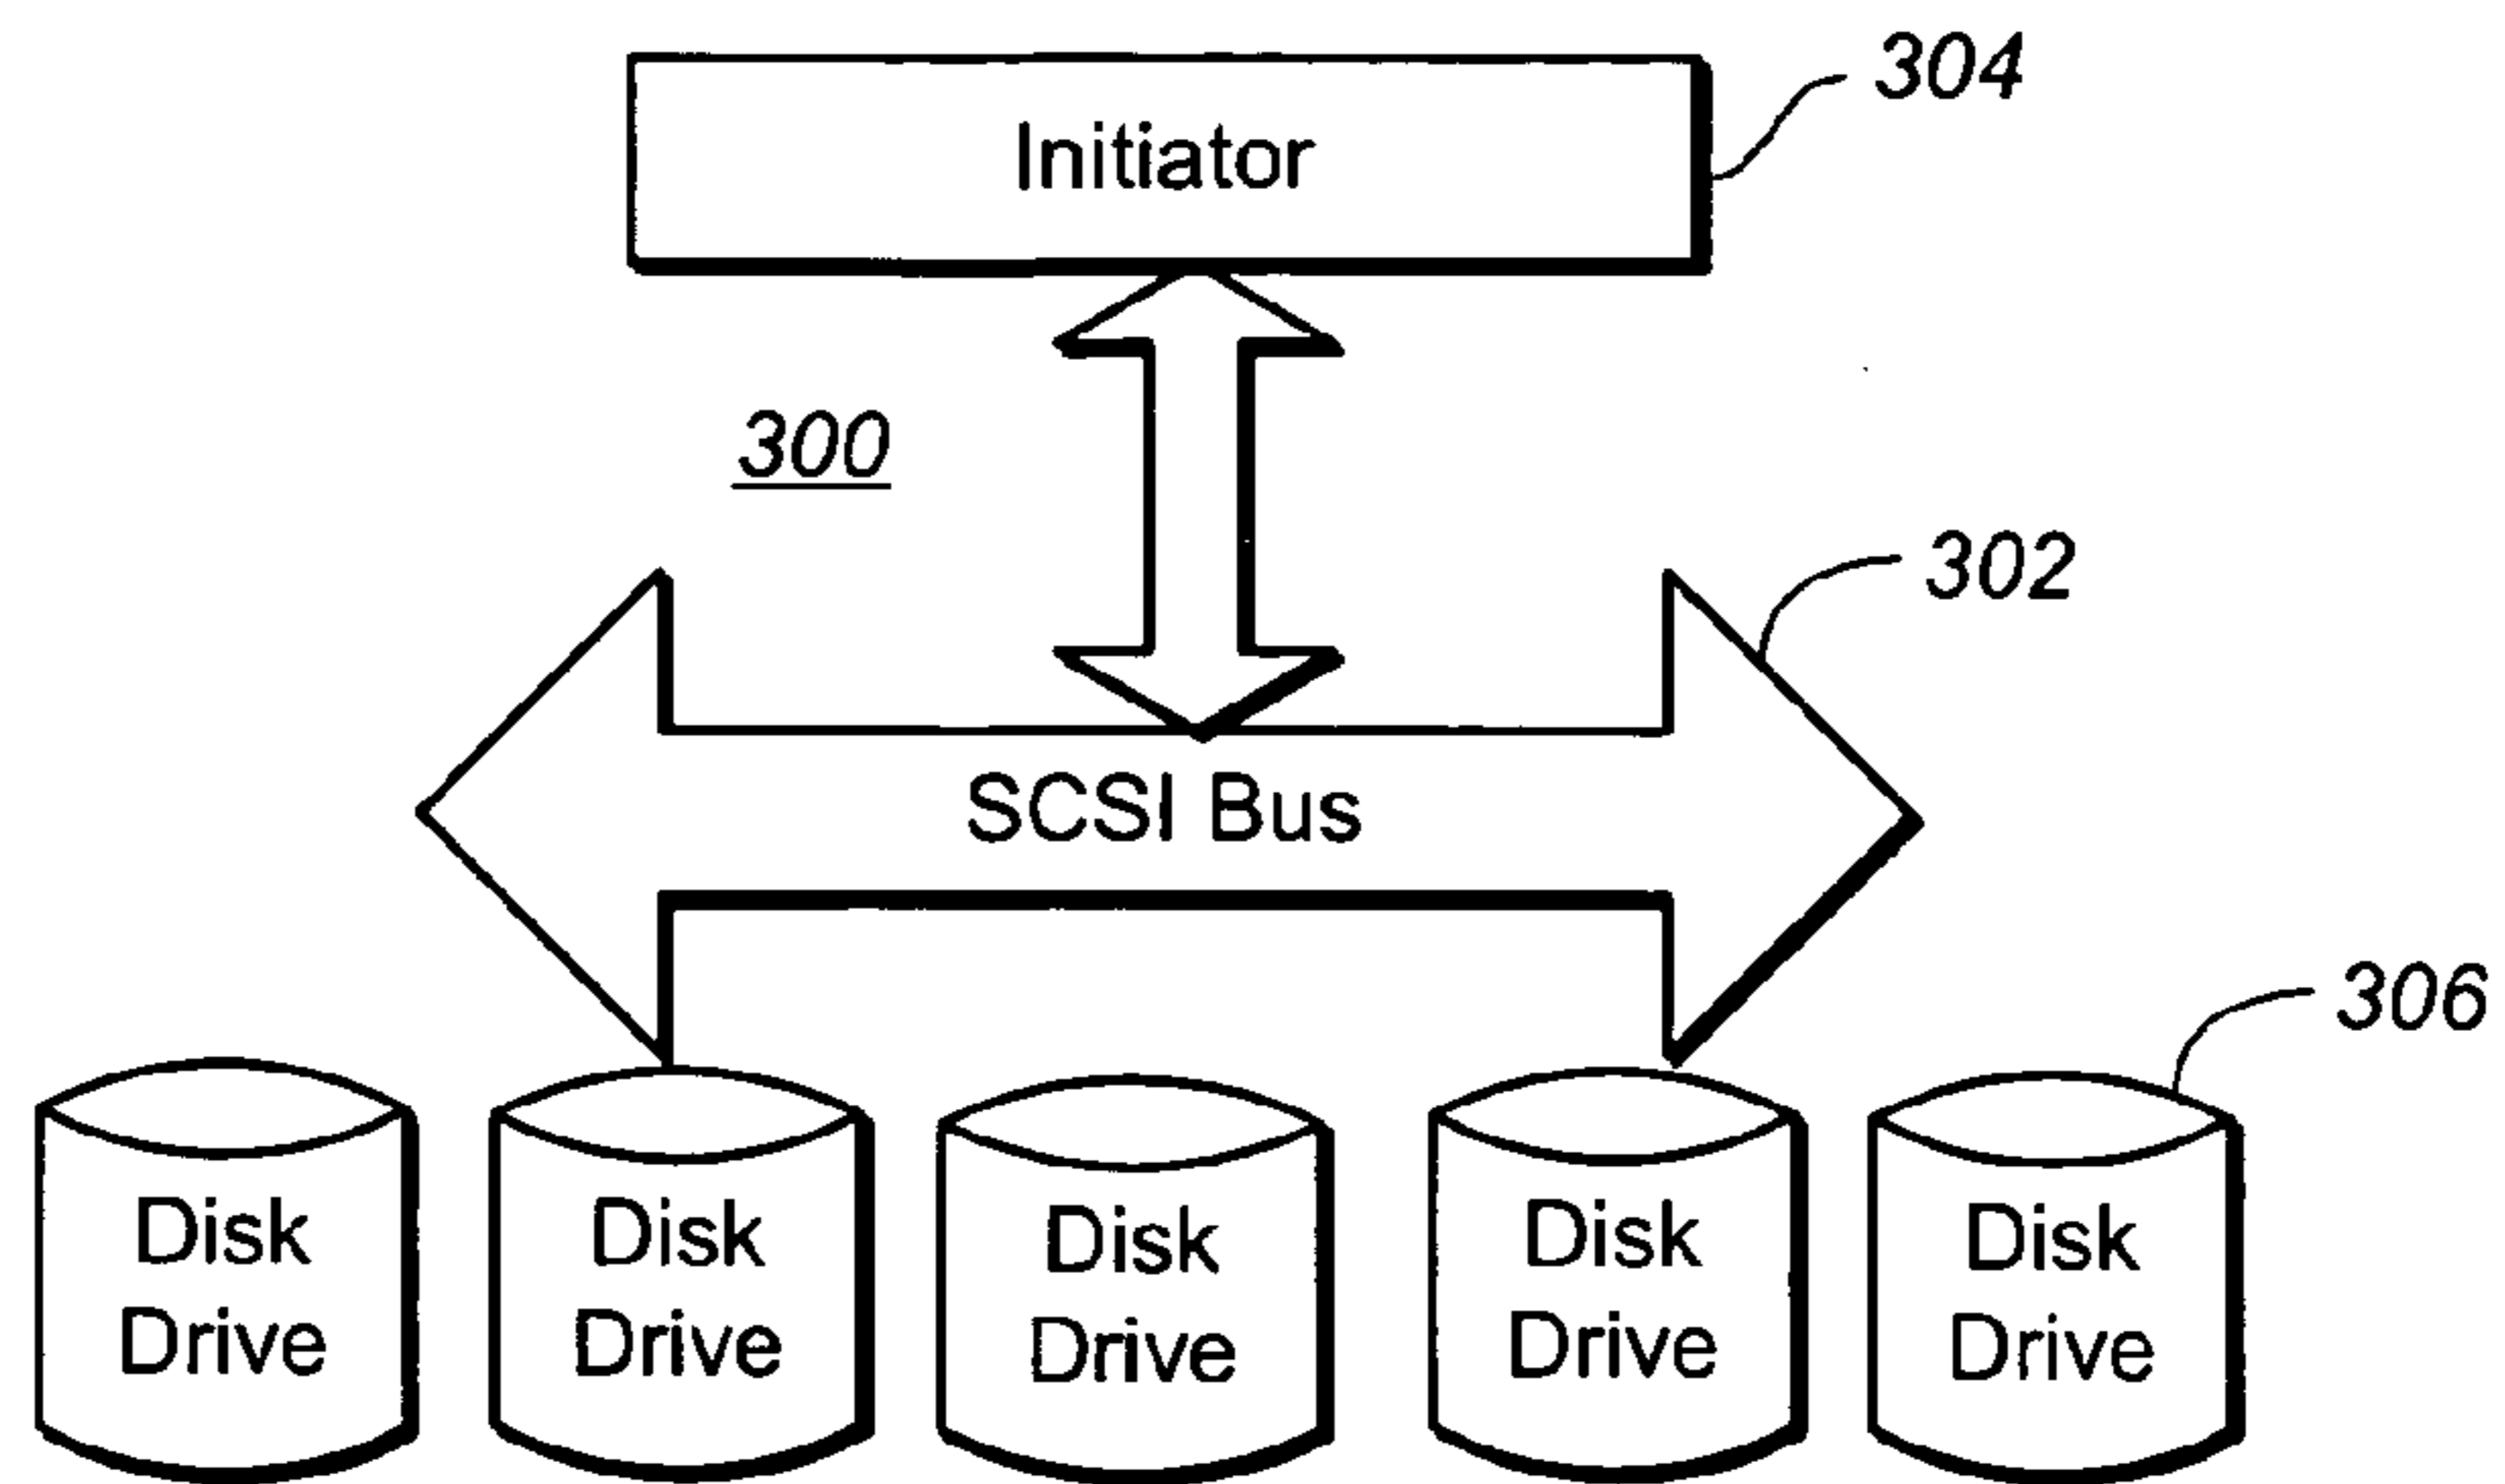 304
Initiator
300
302
SCSI Bus
306
Disk Disk Disk Disk Disk
Drive Drive Drive Drive Drive